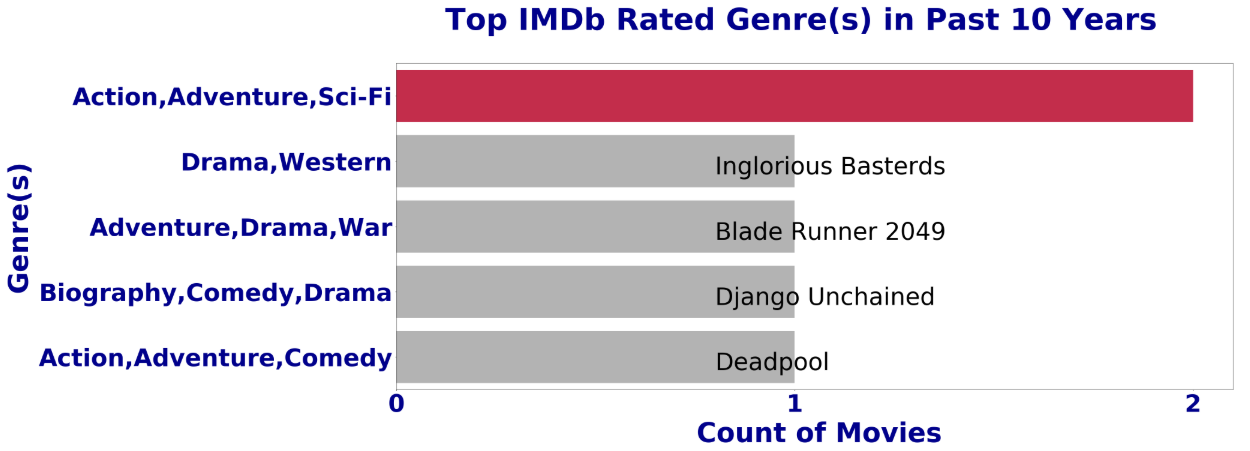 Top IMDb Rated Genre(s) in Past 10 Years
Genre(s)
Action,Adventure,Sci-Fi
Drama,Western
Inglorious Basterds
Adventure,Drama,War
Blade Runner 2049
Biography,Comedy,Drama
Django Unchained
Action,Adventure,Comedy
Deadpool
0
1
2
Count of Movies